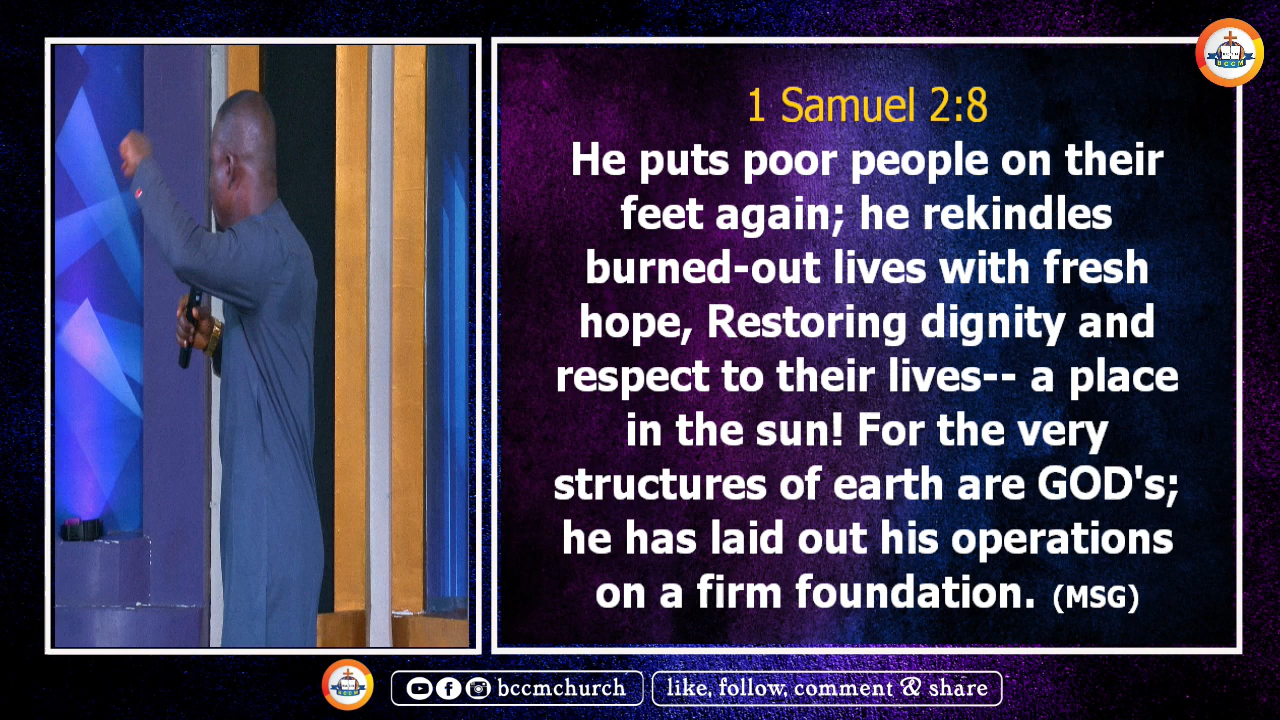 BCCM
1 Samuel 2:8
He puts poor people on their
feet again; he rekindles
burned-out lives with fresh
hope, Restoring dignity and
respect to their lives-- a place
in the sun! For the very
structures of earth are GOD's;
he has laid out his operations
on a firm foundation. (MSG)
BCCM
bccmchurch
like, follow, comment & share